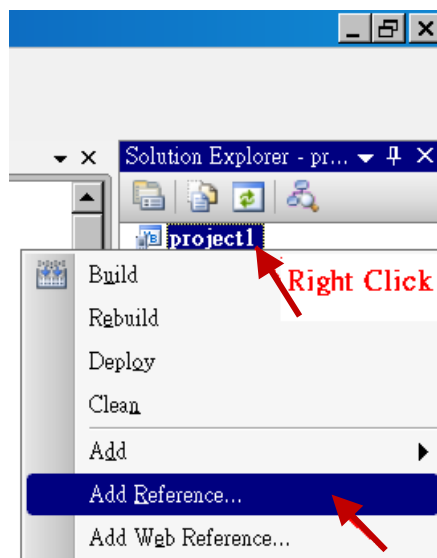 Solution Explorer - pr...
project1
Right Click
Build
Rebuild
Deploy
Clean
Add
Add Reference...
Add Web Reference...